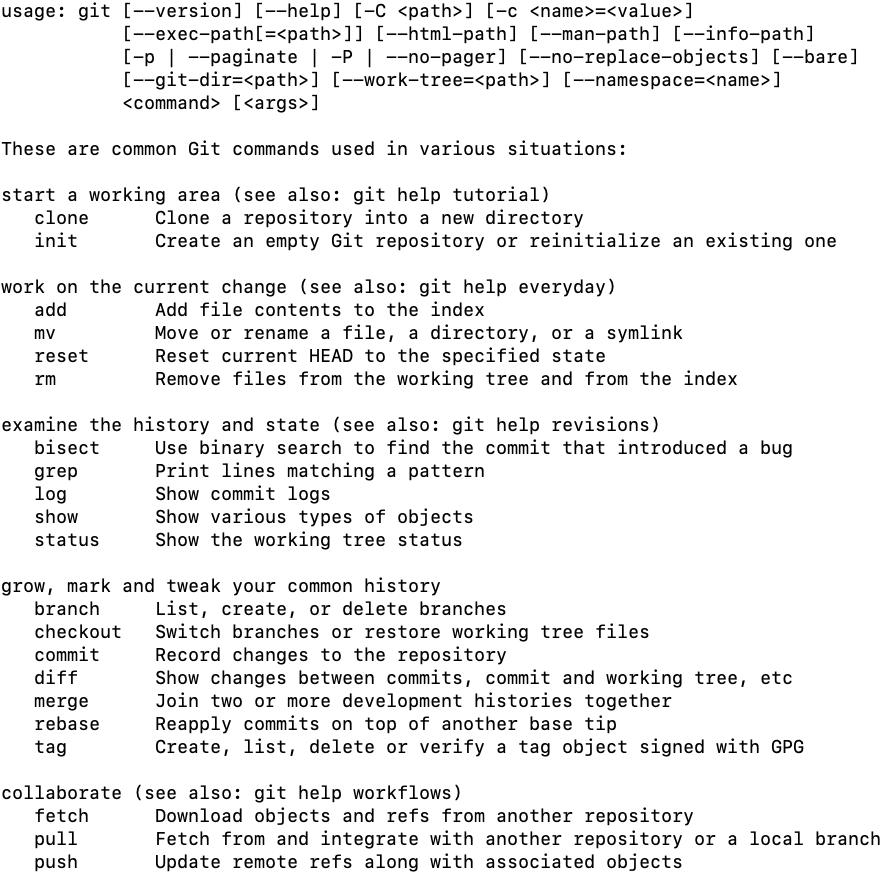 usage: git [--version] [--help] [-C <path>] [-c <name>=<value>]
           [--exec-path[=<path>]] [--html-path] [--man-path] [--info-path]
           [-p | --paginate | -P | --no-pager] [--no-replace-objects] [--bare]
           [--git-dir=<path>] [--work-tree=<path>] [--namespace=<name>]
           <command> [<args>]

These are common Git commands used in various situations:

start a working area (see also: git help tutorial)
   clone      Clone a repository into a new directory
   init       Create an empty Git repository or reinitialize an existing one

work on the current change (see also: git help everyday)
   add        Add file contents to the index
   mv         Move or rename a file, a directory, or a symlink
   reset      Reset current HEAD to the specified state
   rm         Remove files from the working tree and from the index

examine the history and state (see also: git help revisions)
   bisect     Use binary search to find the commit that introduced a bug
   grep       Print lines matching a pattern
   log        Show commit logs
   show       Show various types of objects
   status     Show the working tree status

grow, mark and tweak your common history
   branch     List, create, or delete branches
   checkout   Switch branches or restore working tree files
   commit     Record changes to the repository
   diff       Show changes between commits, commit and working tree, etc
   merge      Join two or more development histories together
   rebase     Reapply commits on top of another base tip
   tag        Create, list, delete or verify a tag object signed with GPG

collaborate (see also: git help workflows)
   fetch      Download objects and refs from another repository
   pull       Fetch from and integrate with another repository or a local branch
   push       Update remote refs along with associated objects